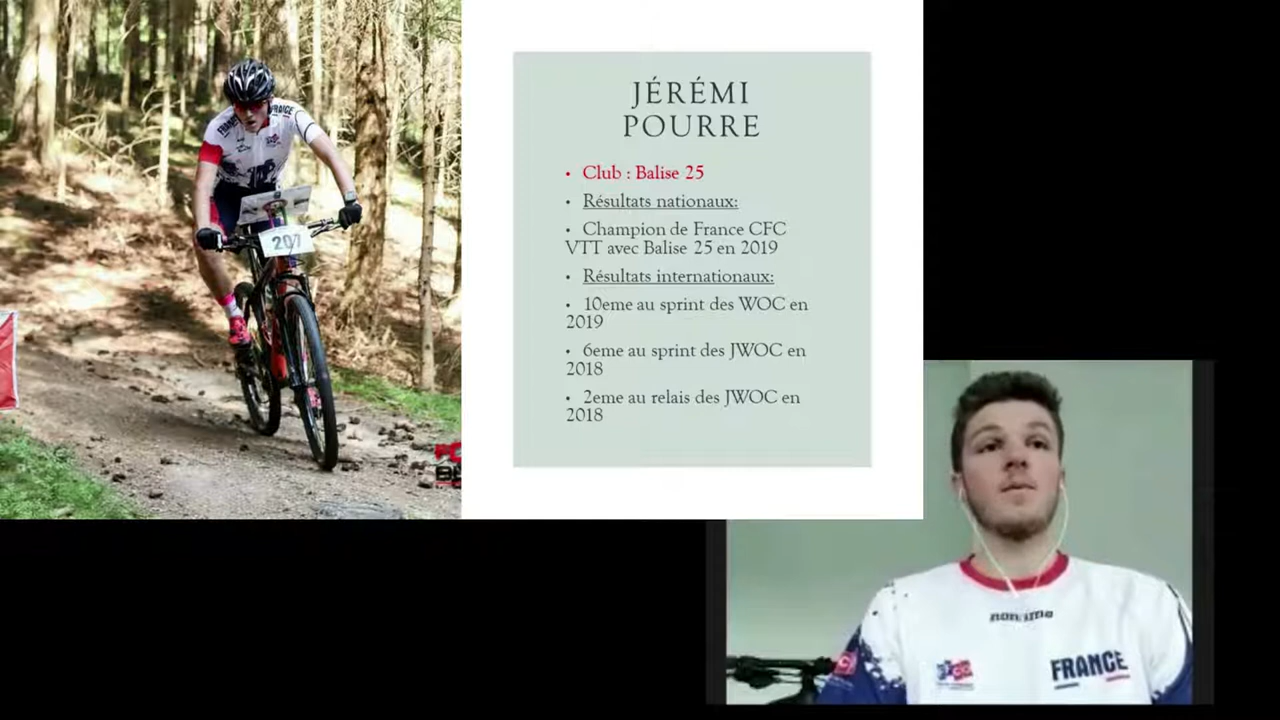 FRANCE
207
JÉRÉMI
POURRE
• Club : Balise 25
• Résultats nationaux:
• Champion de France CFC
VTT avec Balise 25 en 2019
• Résultats internationaux:
• 10eme au sprint des WOC en
2019
• 6eme au sprint des JWOC en
2018
• 2eme au relais des JWOC en
2018
noname
FRANCE